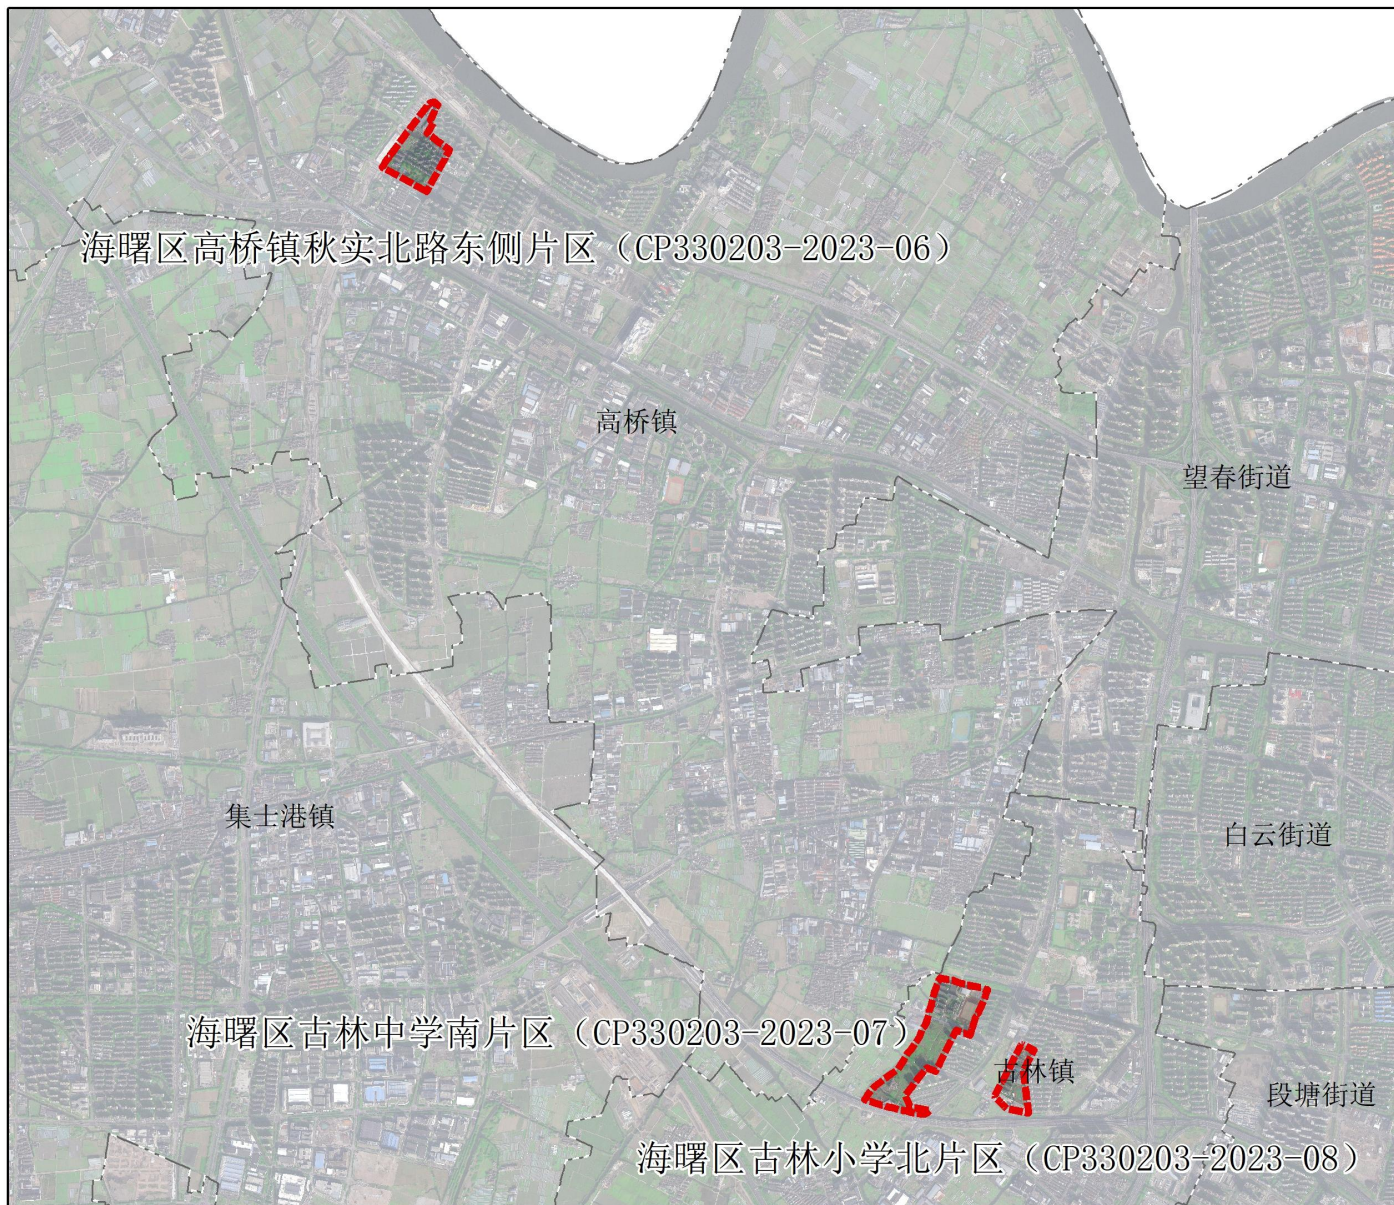 海曙区高桥镇秋实北路东侧片区（CP330203-2023-06）
高桥镇
望春街道
集士港镇
白云街道
海曙区古林中学南片区（CP330203-2023-07）
古林镇
段塘街道
海曙区古林小学北片区（CP330203-2023-08）